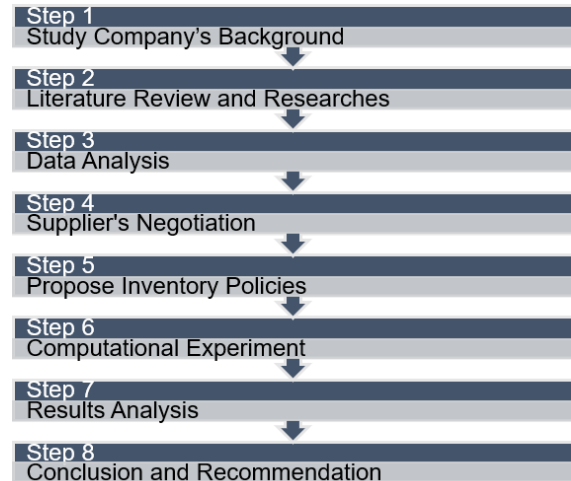 Step 1
Study Company's Background
Step 2
Literature Review and Researches
Step 3
Data Analysis
Step 4
Supplier's Negotiation
Step 5
Propose Inventory Policies
Step 6
Computational Experiment
Step 7
Results Analysis
Step 8
Conclusion and Recommendation